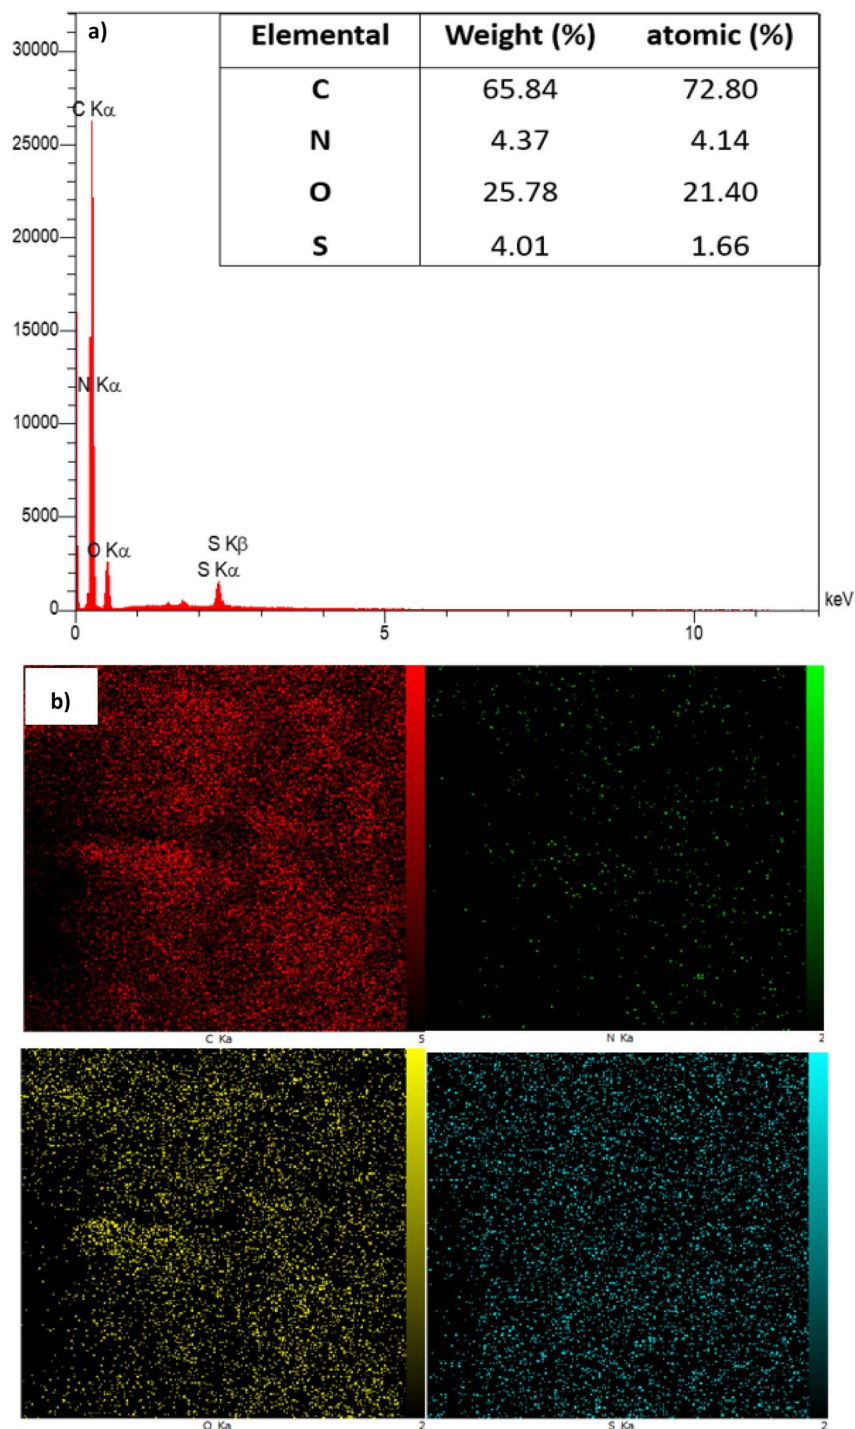 a)
Elemental Weight (%) atomic (%)
C 65.84 72.80
N 4.37 4.14
O 25.78 21.40
S 4.01 1.66
30000
25000
20000
15000
10000
5000
0
C Kα
N Kα
O Kα
S Kβ
S Kα
keV
0 5 10
b)
C Ka 5
N Ka 2
O Ka 2
S Ka 2